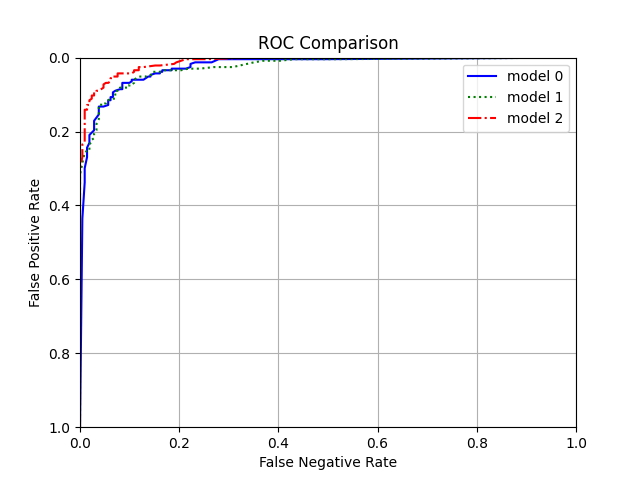 ROC Comparison
model 0
model 1
model 2
False Positive Rate
0.0
0.2
0.4
0.6
0.8
1.0
0.0
0.2
0.4
0.6
0.8
1.0
False Negative Rate